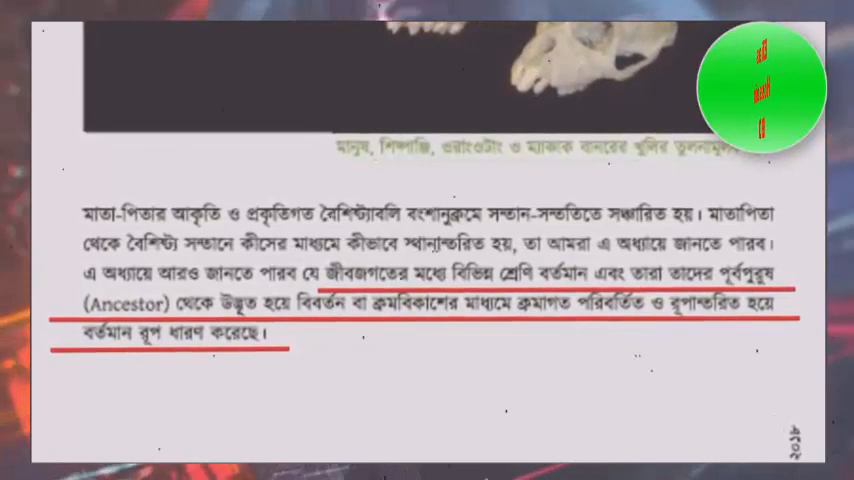 মানুষ, শিম্পাঞ্জি, ওরাংওটাং ও ম্যাকাক বানরের খুলির
মাতা-পিতার আকৃতি ও প্রকৃতিগত বৈশিষ্ট্যাবলি বংশানুক্রমে সন্তান-সন্ততিতে সঞ্চারিত হয়। মাতাপিতা
থেকে বৈশিষ্ট্য সন্তানে কীসের মাধ্যমে কীভাবে স্থানান্তরিত হয়, তা আমরা এ অধ্যায়ে জানতে পারব।
এ অধ্যায়ে আরও জানতে পারব যে জীবজগতের মধ্যে বিভিন্ন শ্রেণি বর্তমান এবং তারা তাদের পূর্বপুরুষ
(Ancestor) থেকে উদ্ভূত হয়ে বিবর্তন বা ক্রমবিকাশের মাধ্যমে ক্রমাগত পরিবর্তিত ও রূপান্তরিত হয়ে
বর্তমান রূপ ধারণ করেছে।
২০১৮